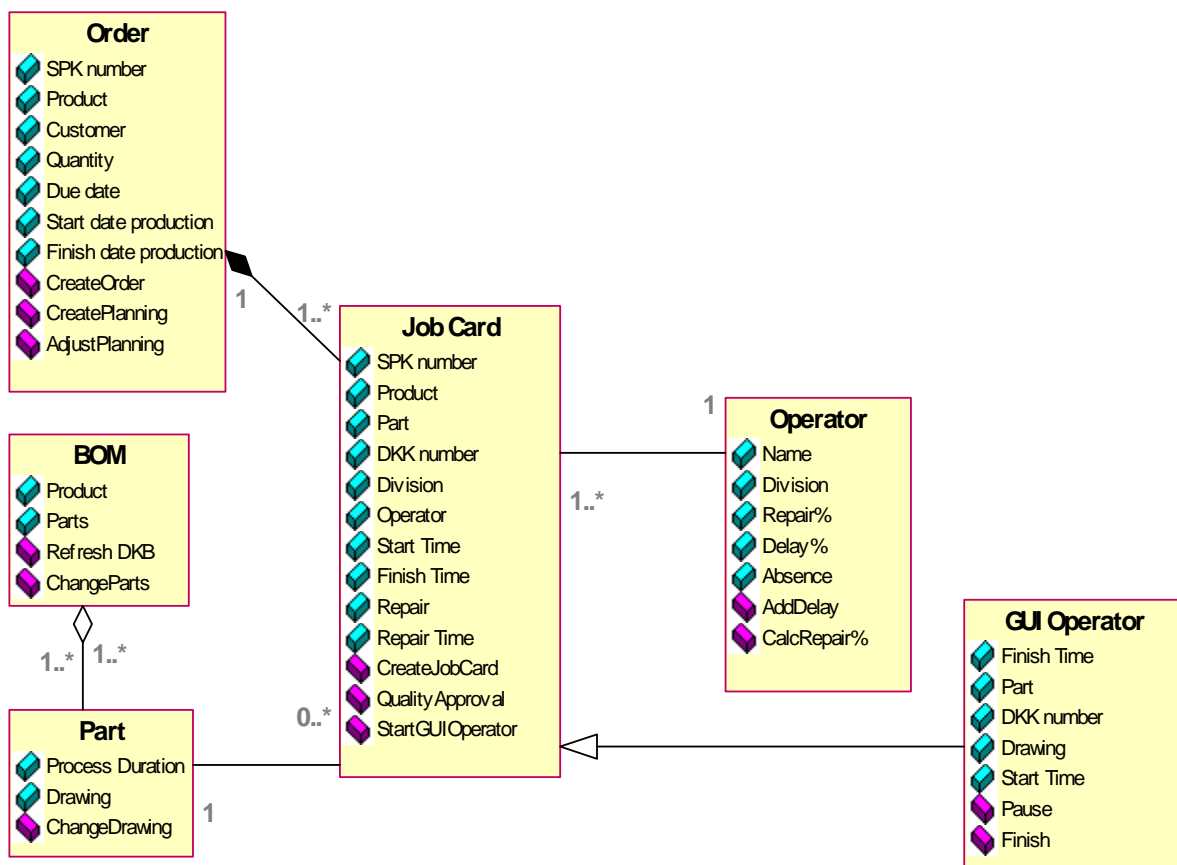 Order
SPK number
Product
Customer
Quantity
Due date
Start date production
Finish date production
CreateOrder
CreatePlanning
AdjustPlanning
1
1..*
Job Card
SPK number
Product
Part
DKK number
Division
Operator
Start Time
Finish Time
Repair
Repair Time
CreateJobCard
QualityApproval
StartGUIOperator
1
1..*
Operator
Name
Division
Repair%
Delay%
Absence
AddDelay
CalcRepair%
BOM
Product
Parts
Refresh DKB
ChangeParts
1..*
1..*
Part
Process Duration
Drawing
ChangeDrawing
0..*
1
GUI Operator
Finish Time
Part
DKK number
Drawing
Start Time
Pause
Finish